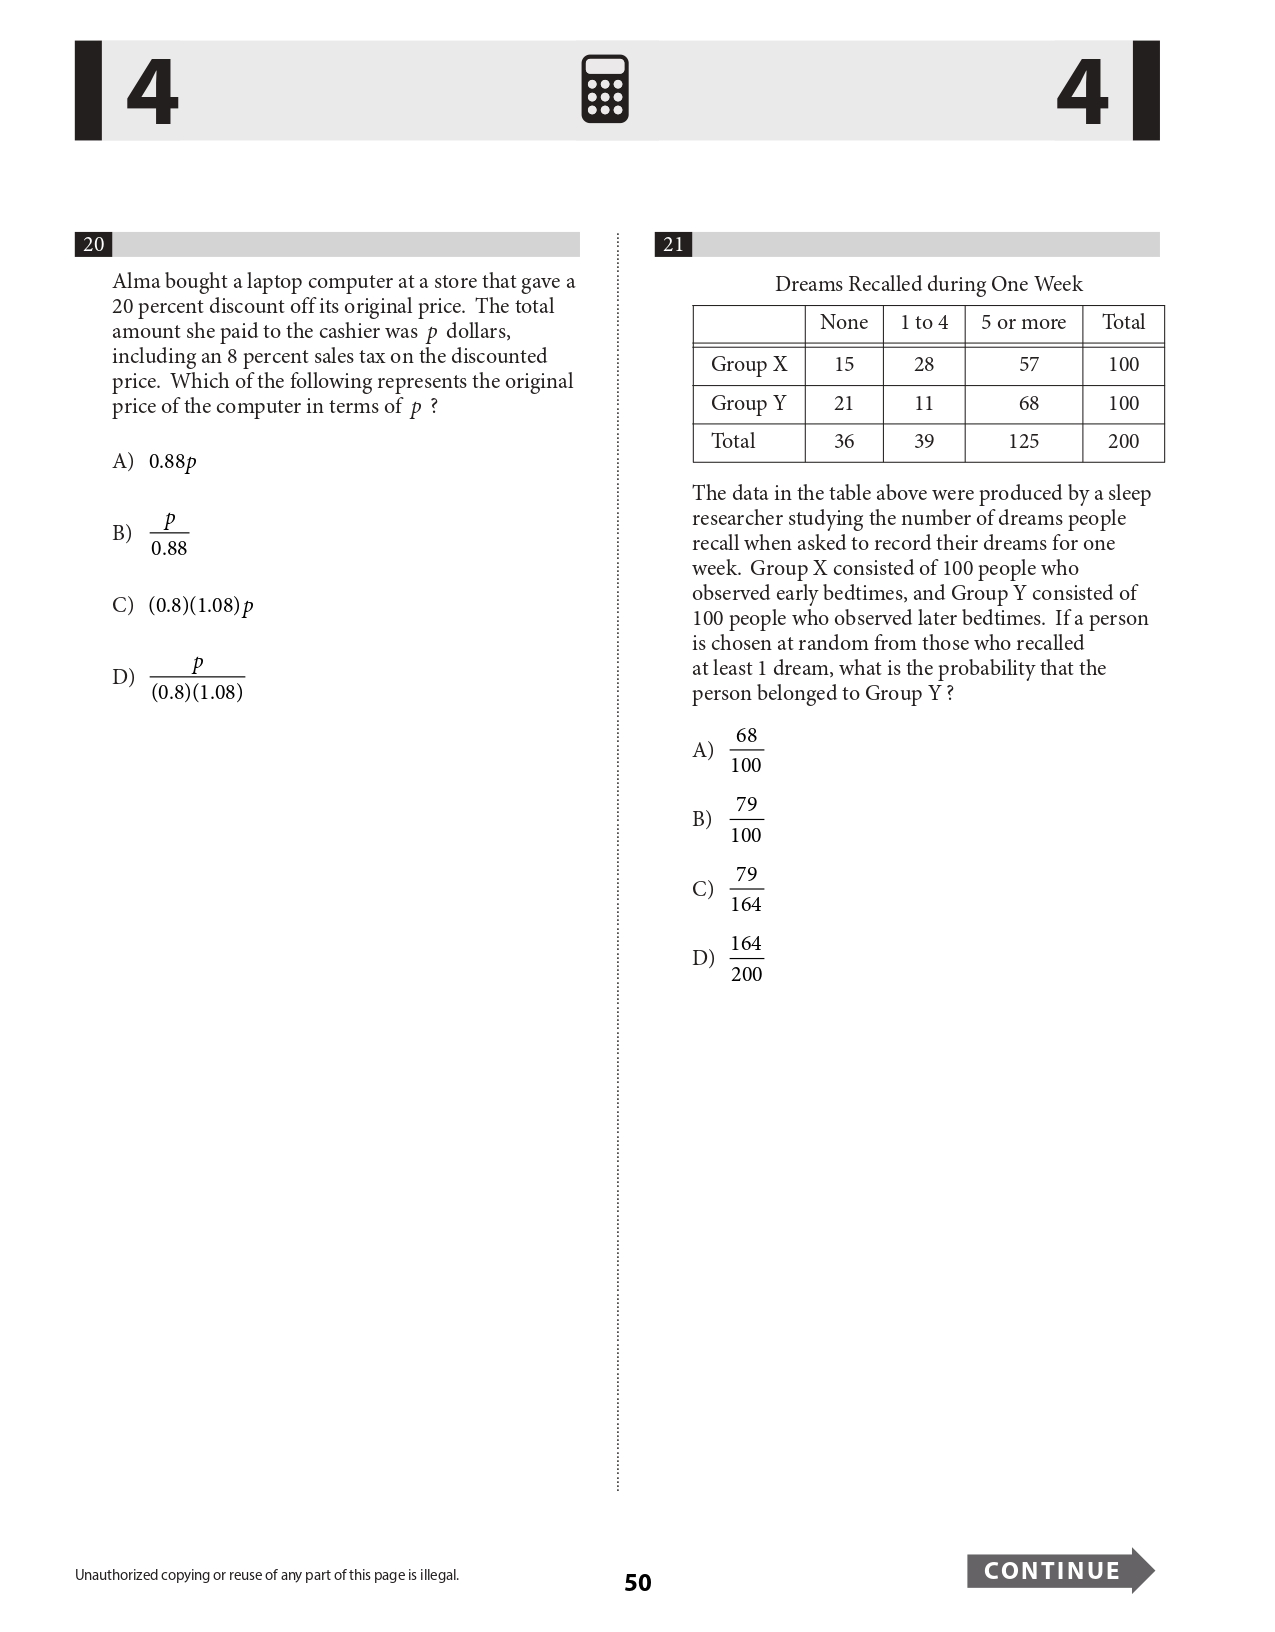 4 4
20
Alma bought a laptop computer at a store that gave a
20 percent discount off its original price. The total
amount she paid to the cashier was p dollars,
including an 8 percent sales tax on the discounted
price. Which of the following represents the original
price of the computer in terms of p ?
A) 0.88p
B) p
0.88
C) (0.8)(1.08)p
D) p
(0.8)(1.08)
21
Dreams Recalled during One Week
None 1 to 4 5 or more Total
Group X 15 28 57 100
Group Y 21 11 68 100
Total 36 39 125 200
The data in the table above were produced by a sleep
researcher studying the number of dreams people
recall when asked to record their dreams for one
week. Group X consisted of 100 people who
observed early bedtimes, and Group Y consisted of
100 people who observed later bedtimes. If a person
is chosen at random from those who recalled
at least 1 dream, what is the probability that the
person belonged to Group Y ?
A) 68
100
B) 79
100
C) 79
164
D) 164
200
Unauthorized copying or reuse of any part of this page is illegal.
50
CONTINUE